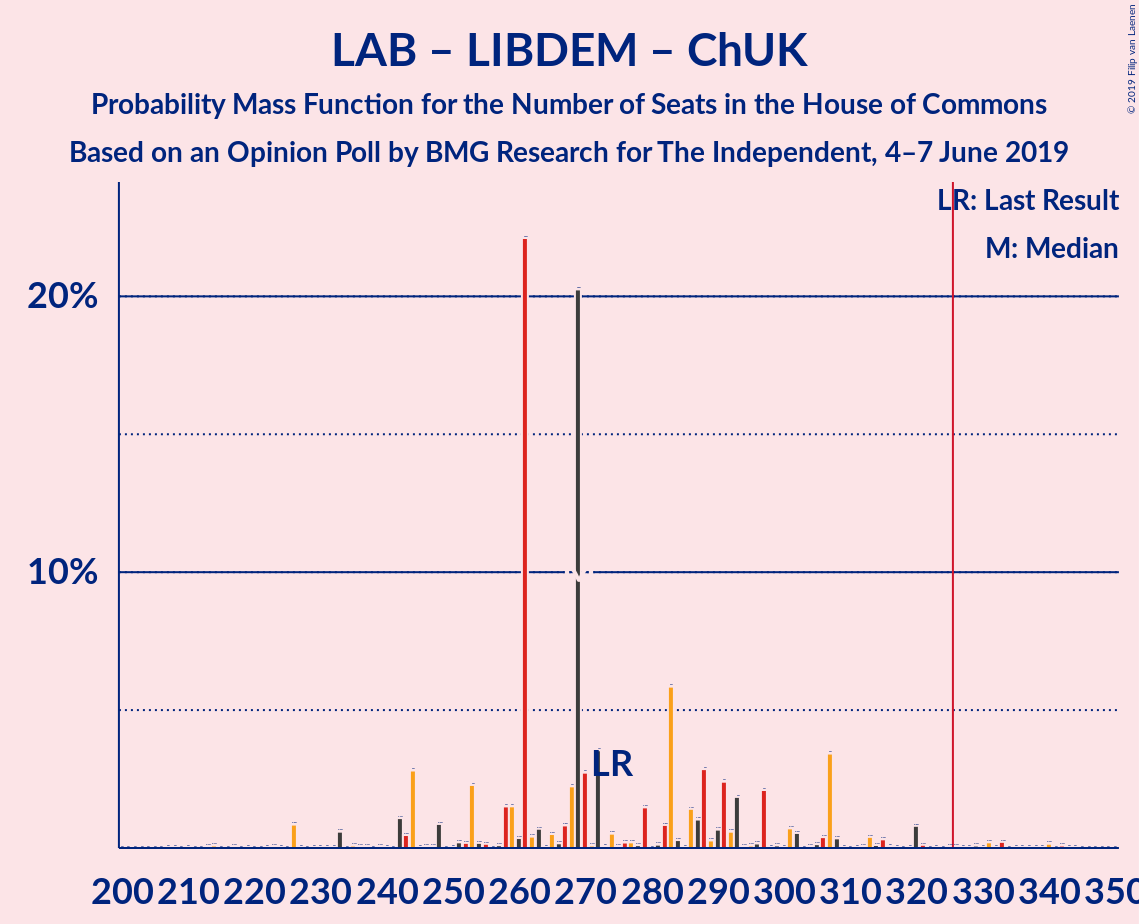 LAB – LIBDEM – ChUK
Probability Mass Function for the Number of Seats in the House of Commons
Based on an Opinion Poll by BMG Research for The Independent, 4–7 June 2019
© 2019 Filip van Laenen
LR: Last Result
M: Median
20%
10%
LR
200 210 220 230 240 250 260 270 280 290 300 310 320 330 340 350